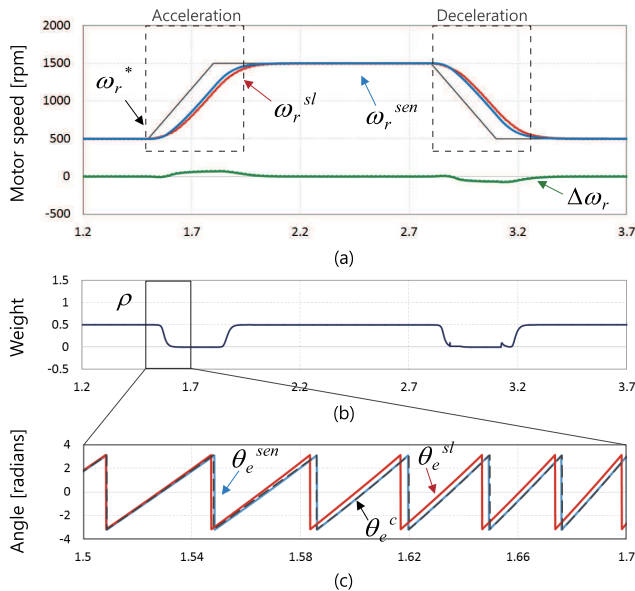 Acceleration
Deceleration
Motor speed [rpm]
2000
1500
1000
500
0
-500
ω_r^*
ω_r^{sl}
ω_r^{sen}
Δω_r
1.2 1.7 2.2 2.7 3.2 3.7
(a)
Weight
1.5
1
0.5
0
-0.5
ρ
1.2 1.7 2.2 2.7 3.2 3.7
(b)
Angle [radians]
4
2
0
-2
-4
θ_e^{sen}
θ_e^{sl}
θ_e^c
1.5 1.54 1.58 1.62 1.66 1.7
(c)